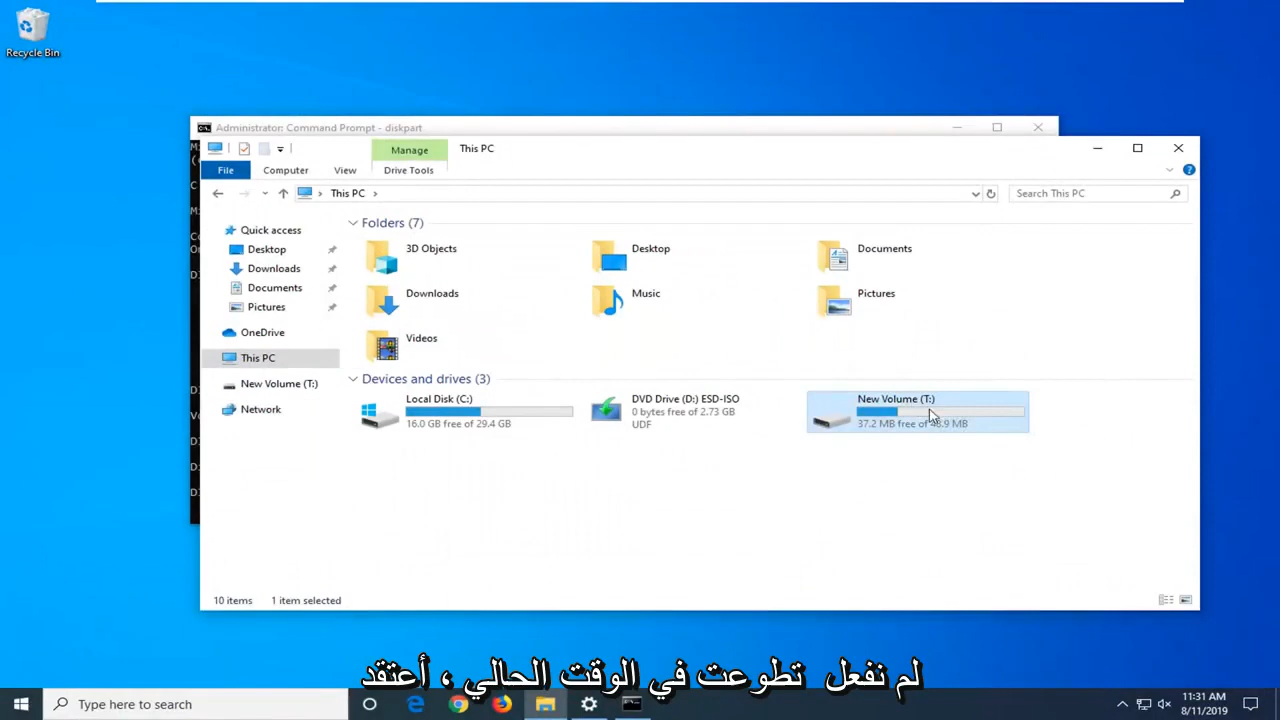 Recycle Bin
Administrator: Command Prompt - diskpart
Manage
This PC
File
Computer
View
Drive Tools
This PC
Search This PC
Quick access
Desktop
Downloads
Documents
Pictures
OneDrive
This PC
New Volume (T:)
Network
Folders (7)
3D Objects
Desktop
Documents
Downloads
Music
Pictures
Videos
Devices and drives (3)
Local Disk (C:)
16.0 GB free of 29.4 GB
DVD Drive (D:) ESD-ISO
0 bytes free of 2.73 GB
UDF
New Volume (T:)
37.2 MB free of 48.9 MB
10 items
1 item selected
لم نفعل تطوعت في الوقت الحالي ، أعتقد
Type here to search
11:31 AM
8/11/2019